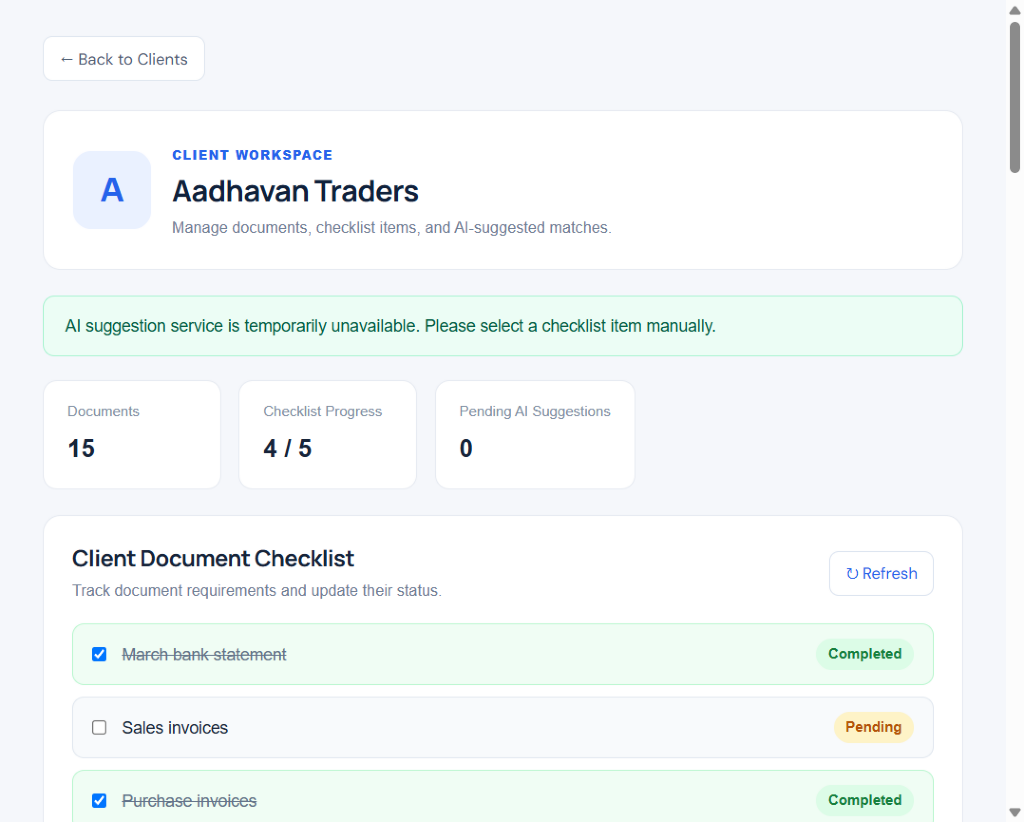 ← Back to Clients
A
CLIENT WORKSPACE
Aadhavan Traders
Manage documents, checklist items, and AI-suggested matches.
AI suggestion service is temporarily unavailable. Please select a checklist item manually.
Documents
15
Checklist Progress
4 / 5
Pending AI Suggestions
0
Client Document Checklist
Track document requirements and update their status.
↻ Refresh
March bank statement
Completed
Sales invoices
Pending
Purchase invoices
Completed